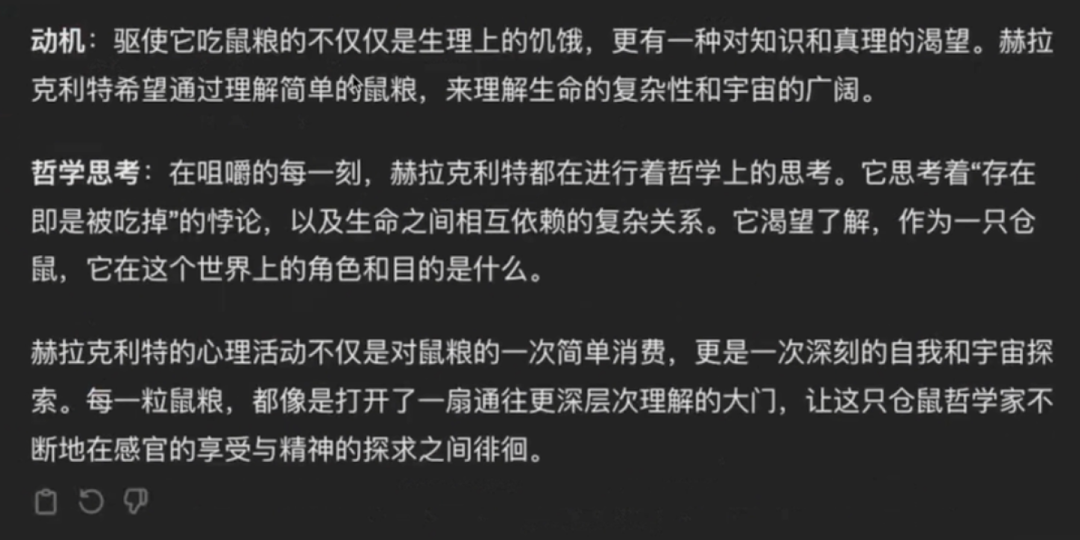 动机：驱使它吃鼠粮的不仅仅是生理上的饥饿，更有一种对知识和真理的渴望。赫拉
克利特希望通过理解简单的鼠粮，来理解生命的复杂性和宇宙的广阔。
哲学思考：在咀嚼的每一刻，赫拉克利特都在进行着哲学上的思考。它思考着“存在
即是被吃掉”的悖论，以及生命之间相互依赖的复杂关系。它渴望了解，作为一只仓
鼠，它在这个世界上的角色和目的是什么。
赫拉克利特的心理活动不仅是对鼠粮的一次简单消费，更是一次深刻的自我和宇宙探
索。每一粒鼠粮，都像是打开了一扇通往更深层次理解的大门，让这只仓鼠哲学家不
断地在感官的享受与精神的探求之间徘徊。